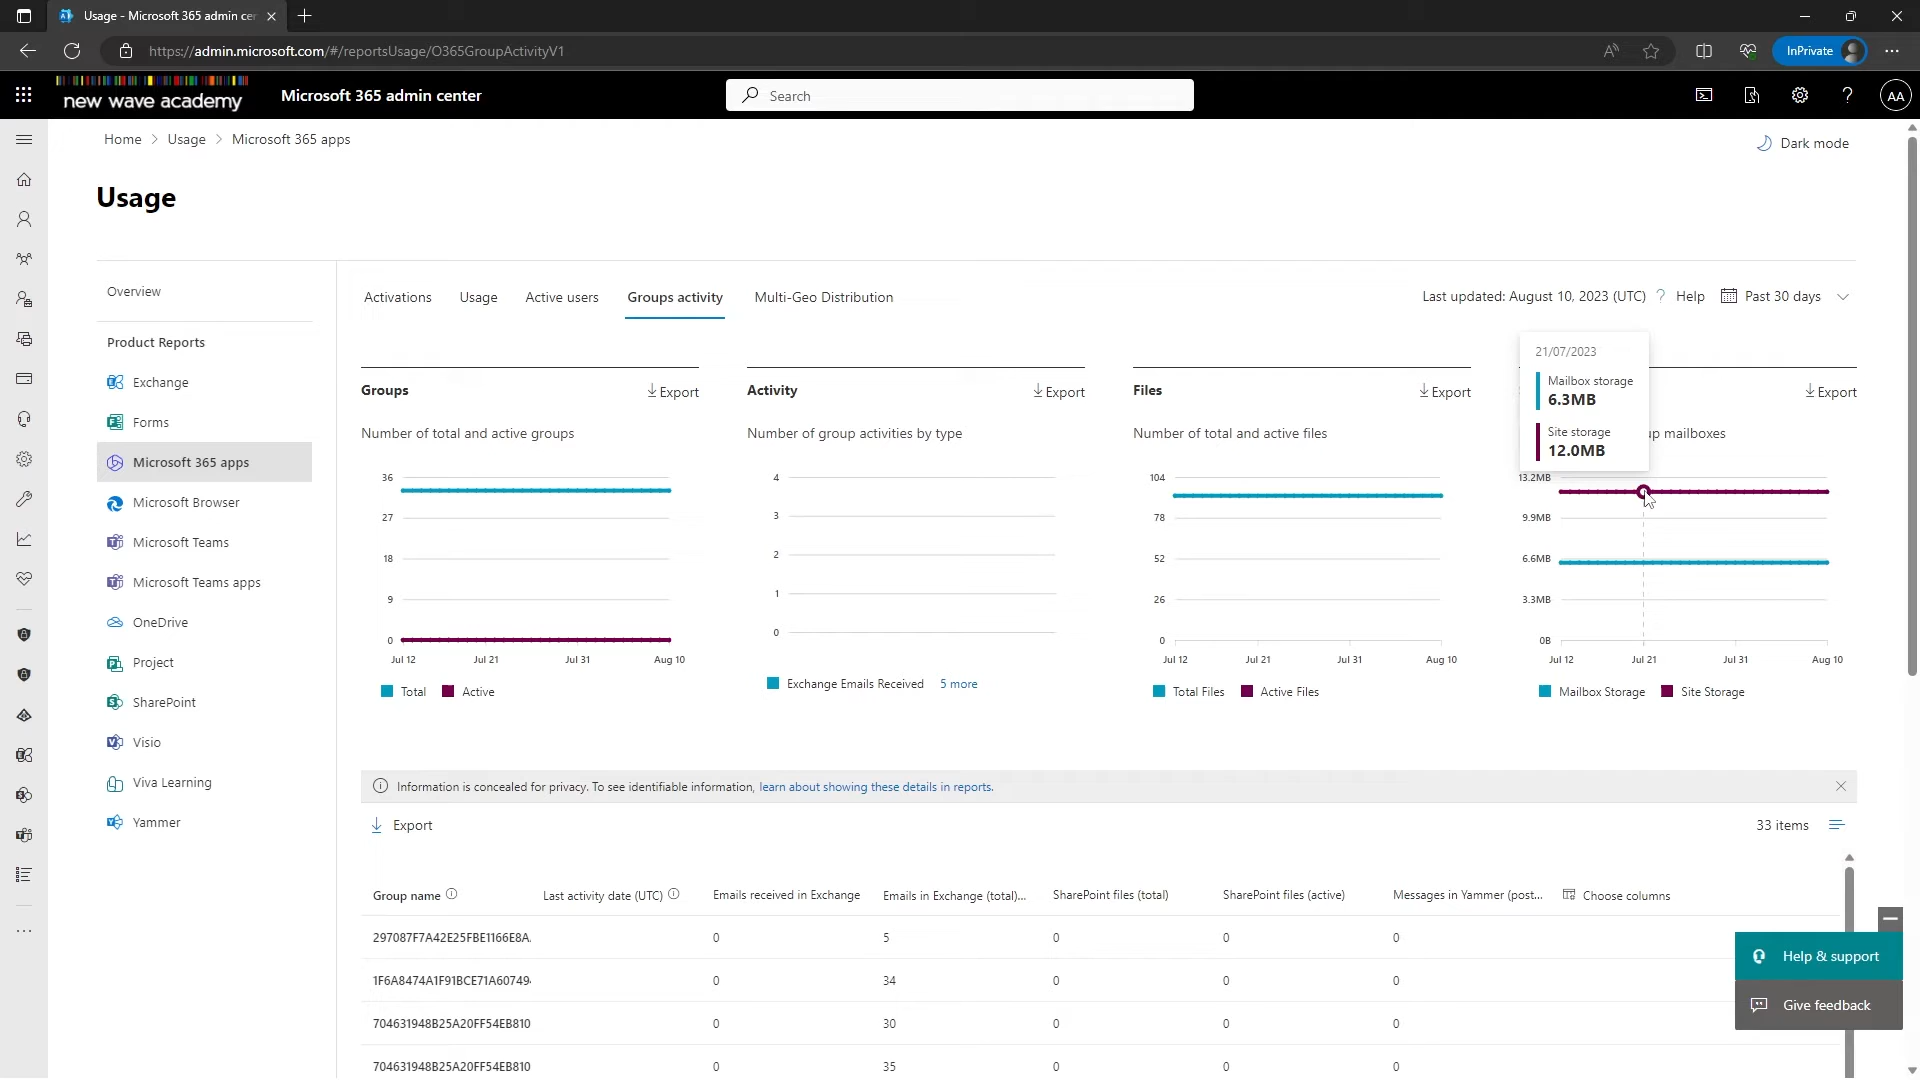 Usage - Microsoft 365 admin cer
https://admin.microsoft.com/#/reportsUsage/O365GroupActivityV1
InPrivate
new wave academy
Microsoft 365 admin center
Search
AA
Home > Usage > Microsoft 365 apps
Dark mode
Usage
Overview
Product Reports
Exchange
Forms
Microsoft 365 apps
Microsoft Browser
Microsoft Teams
Microsoft Teams apps
OneDrive
Project
SharePoint
Visio
Viva Learning
Yammer
Activations Usage Active users Groups activity Multi-Geo Distribution
Last updated: August 10, 2023 (UTC) ? Help Past 30 days
Groups
Export
Number of total and active groups
36
27
18
9
0
Jul 12 Jul 21 Jul 31 Aug 10
Total Active
Activity
Export
Number of group activities by type
4
3
2
1
0
Exchange Emails Received 5 more
Files
Export
Number of total and active files
104
78
52
26
0
Jul 12 Jul 21 Jul 31 Aug 10
Total Files Active Files
21/07/2023
Mailbox storage
6.3MB
Site storage
12.0MB
Export
up mailboxes
13.2MB
9.9MB
6.6MB
3.3MB
0B
Jul 12 Jul 21 Jul 31 Aug 10
Mailbox Storage Site Storage
Information is concealed for privacy. To see identifiable information, learn about showing these details in reports.
Export
33 items
Group name Last activity date (UTC) Emails received in Exchange Emails in Exchange (total)... SharePoint files (total) SharePoint files (active) Messages in Yammer (post... Choose columns
297087F7A42E25FBE1166E8A. 0 5 0 0 0
1F6A8474A1F91BCE71A60749 0 34 0 0 0
704631948B25A20FF54EB810 0 30 0 0 0
704631948B25A20FF54EB810 0 35 0 0 0
Help & support
Give feedback